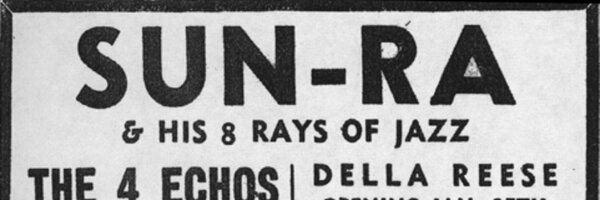 SUN-RA
& HIS 8 RAYS OF JAZZ
THE 4 ECHOS
DELLA REESE